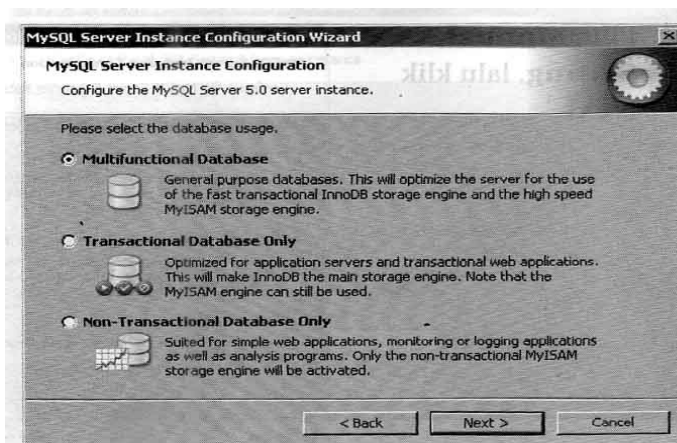 MySQL Server Instance Configuration Wizard
MySQL Server Instance Configuration
Configure the MySQL Server 5.0 server instance.
Please select the database usage.
Multifunctional Database
General purpose databases. This will optimize the server for the use
of the fast transactional InnoDB storage engine and the high speed
MyISAM storage engine.
Transactional Database Only
Optimized for application servers and transactional web applications.
This will make InnoDB the main storage engine. Note that the
MyISAM engine can still be used.
Non-Transactional Database Only
Suited for simple web applications, monitoring or logging applications
as well as analysis programs. Only the non-transactional MyISAM
storage engine will be activated.
< Back
Next >
Cancel